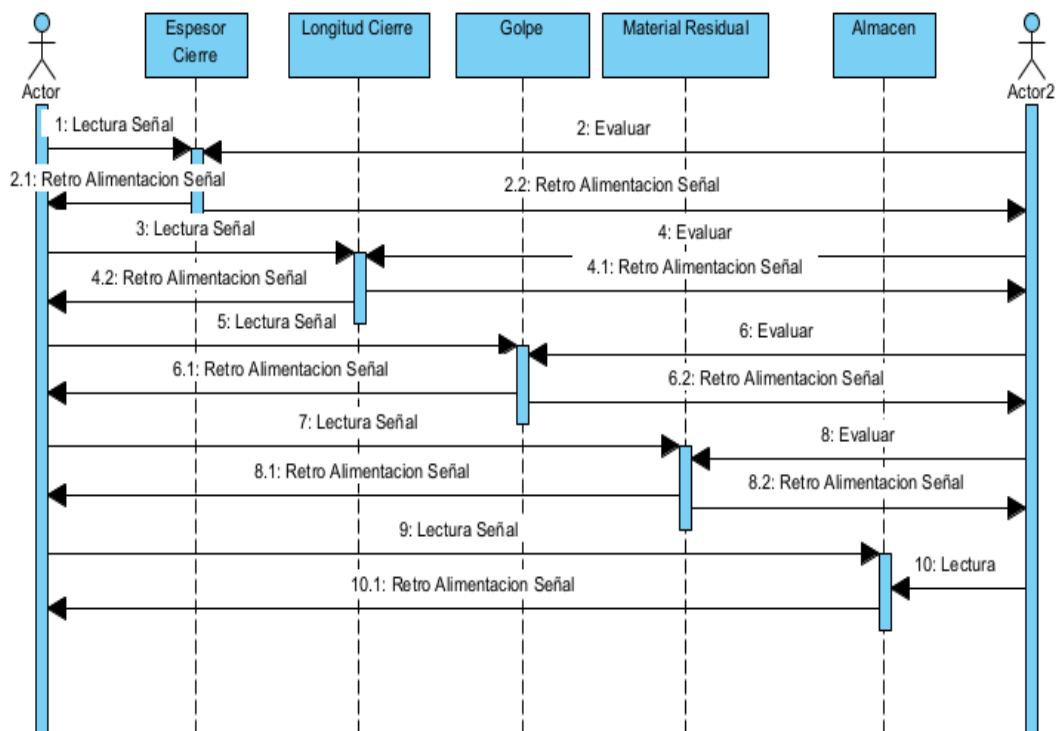 Espesor
Cierre
Longitud Cierre
Golpe
Material Residual
Almacen
Actor
Actor2
1: Lectura Señal
2: Evaluar
2.1: Retro Alimentacion Señal
2.2: Retro Alimentacion Señal
3: Lectura Señal
4: Evaluar
4.1: Retro Alimentacion Señal
4.2: Retro Alimentacion Señal
5: Lectura Señal
6: Evaluar
6.1: Retro Alimentacion Señal
6.2: Retro Alimentacion Señal
7: Lectura Señal
8: Evaluar
8.1: Retro Alimentacion Señal
8.2: Retro Alimentacion Señal
9: Lectura Señal
10: Lectura
10.1: Retro Alimentacion Señal